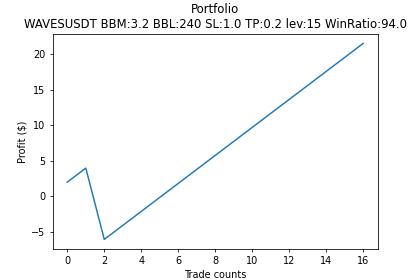 Portfolio
WAVESUSDT BBM:3.2 BBL:240 SL:1.0 TP:0.2 lev:15 WinRatio:94.0
20
15
10
5
0
−5
Profit ($)
0 2 4 6 8 10 12 14 16
Trade counts